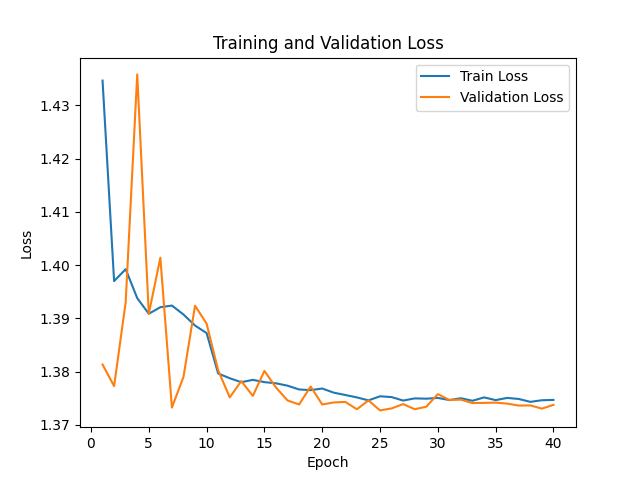 Training and Validation Loss
Train Loss
Validation Loss
1.43
1.42
1.41
1.40
1.39
1.38
1.37
Loss
0 5 10 15 20 25 30 35 40
Epoch